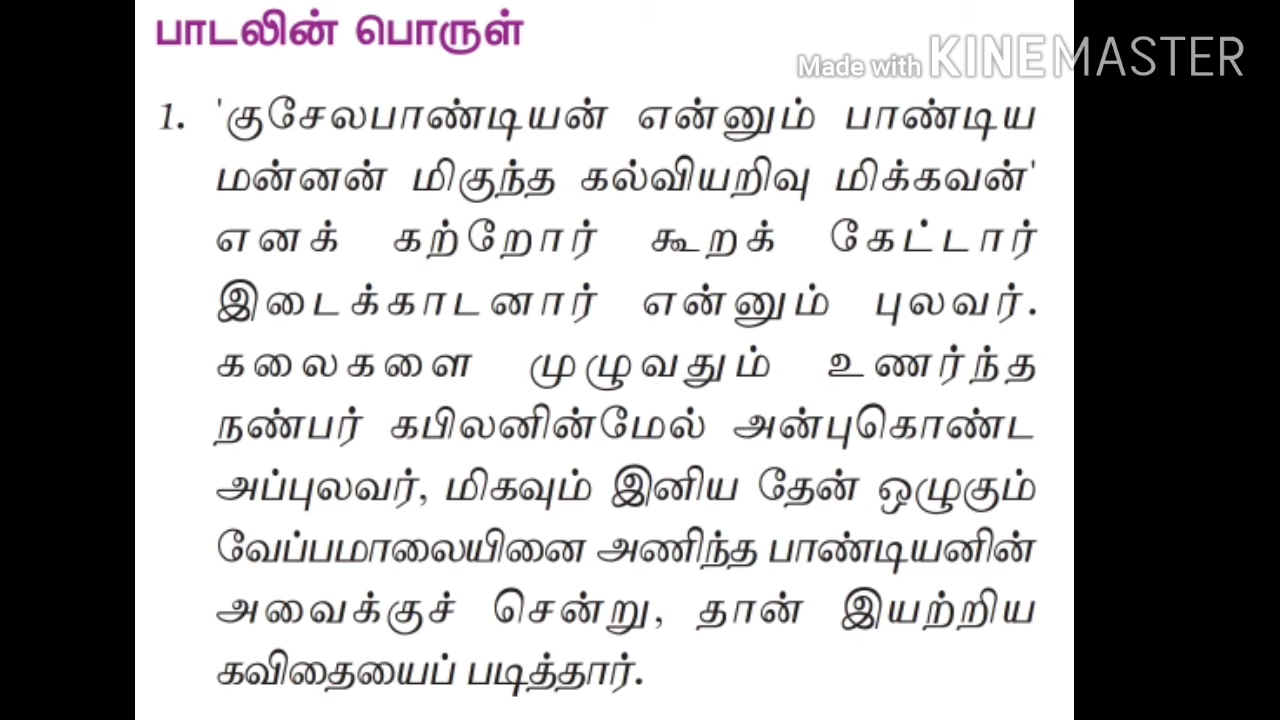 பாடலின் பொருள்
Made with KINEMASTER
1. 'குசேலபாண்டியன் என்னும் பாண்டிய
மன்னன் மிகுந்த கல்வியறிவு மிக்கவன்'
எனக் கற்றோர் கூறக் கேட்டார்
இடைக்காடனார் என்னும் புலவர்.
கலைகளை முழுவதும் உணர்ந்த
நண்பர் கபிலனின்மேல் அன்புகொண்ட
அப்புலவர், மிகவும் இனிய தேன் ஒழுகும்
வேப்பமாலையினை அணிந்த பாண்டியனின்
அவைக்குச் சென்று, தான் இயற்றிய
கவிதையைப் படித்தார்.